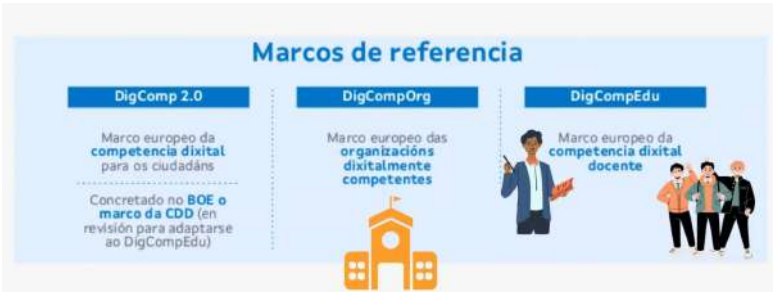 Marcos de referencia
DigComp 2.0
Marco europeo da
competencia dixital
para os ciudadáns
Concretado no BOE o
marco da CDD (en
revisión para adaptarse
ao DigCompEdu)
DigCompOrg
Marco europeo das
organizacións
dixitalmente
competentes
DigCompEdu
Marco europeo da
competencia dixital
docente